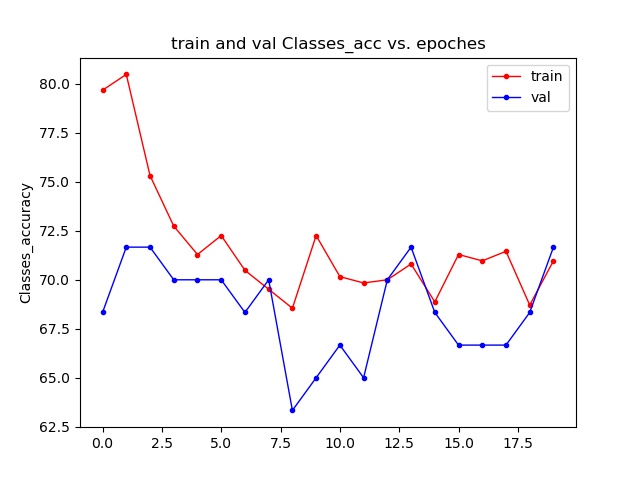 train and val Classes_acc vs. epoches
train
val
Classes_accuracy
80.0
77.5
75.0
72.5
70.0
67.5
65.0
62.5
0.0 2.5 5.0 7.5 10.0 12.5 15.0 17.5